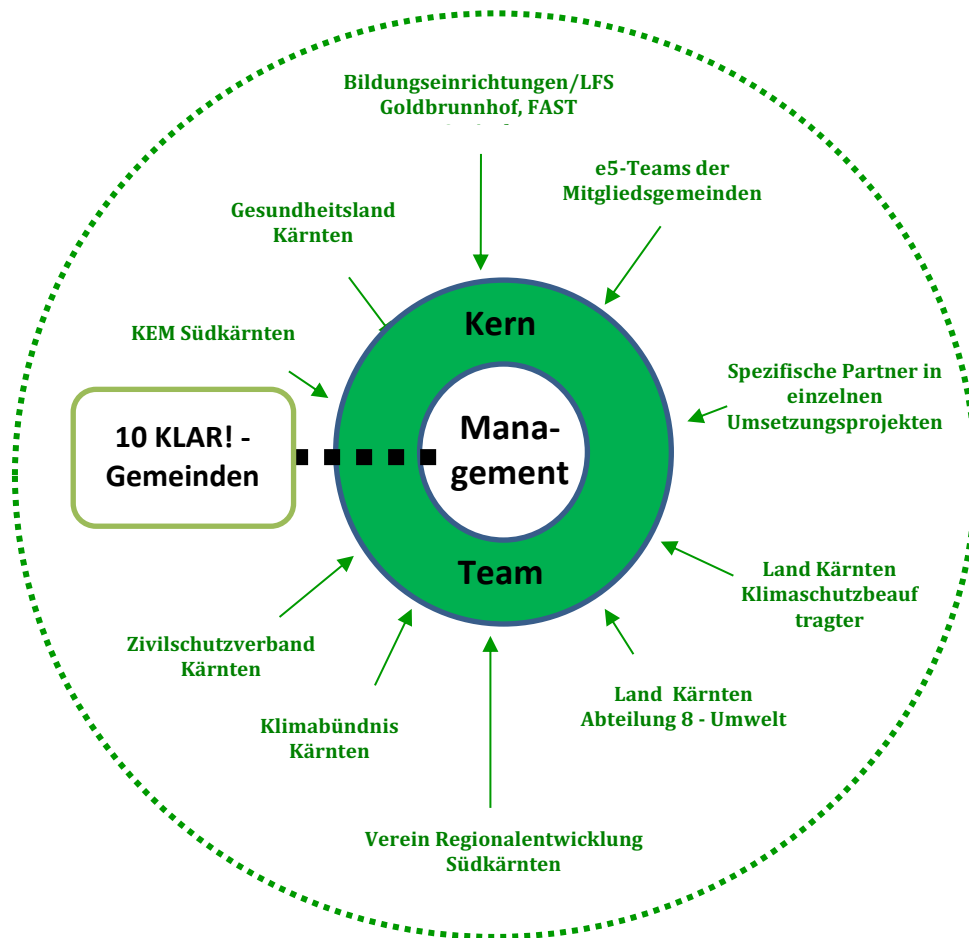 Bildungseinrichtungen/LFS
Goldbrunnhof, FAST
e5-Teams der
Mitgliedsgemeinden
Gesundheitsland
Kärnten
Kern
KEM Südkärnten
Spezifische Partner in
einzelnen
Umsetzungsprojekten
10 KLAR! -
Gemeinden
Mana-
gement
Team
Land Kärnten
Klimaschutzbeauf
tragter
Zivilschutzverband
Kärnten
Land Kärnten
Abteilung 8 - Umwelt
Klimabündnis
Kärnten
Verein Regionalentwicklung
Südkärnten